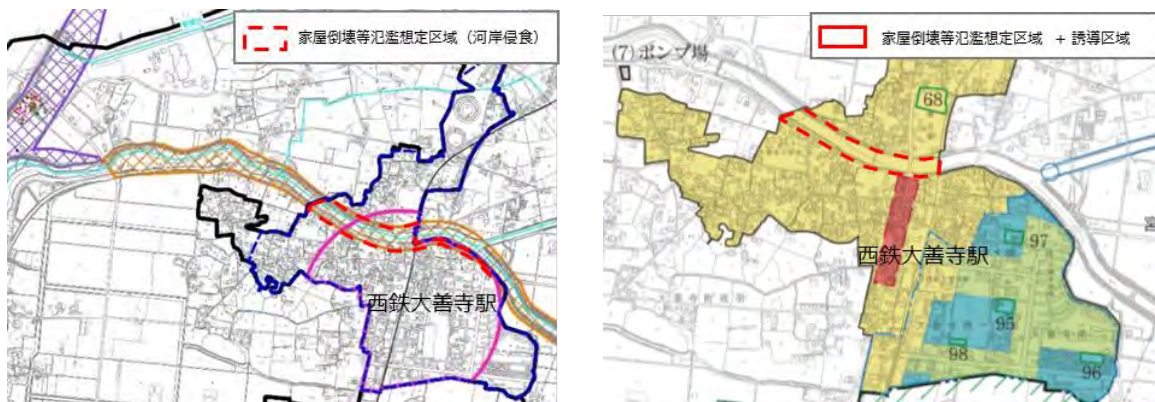 家屋倒壊等氾濫想定区域（河岸侵食）
西鉄大善寺駅
家屋倒壊等氾濫想定区域 + 誘導区域
(7)ポンプ場
68
西鉄大善寺駅
97
95
98
96
宮